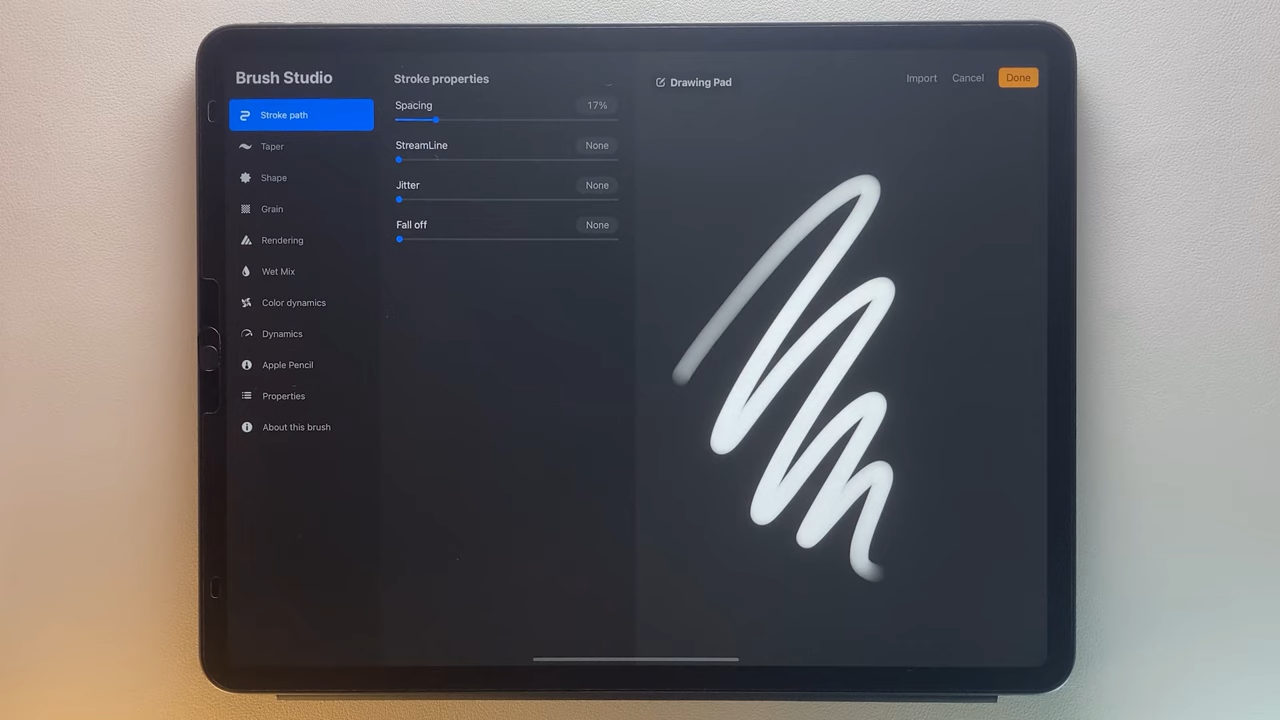 Brush Studio
Stroke path
Taper
Shape
Grain
Rendering
Wet Mix
Color dynamics
Dynamics
Apple Pencil
Properties
About this brush
Stroke properties
Spacing 17%
StreamLine None
Jitter None
Fall off None
Drawing Pad
Import Cancel Done